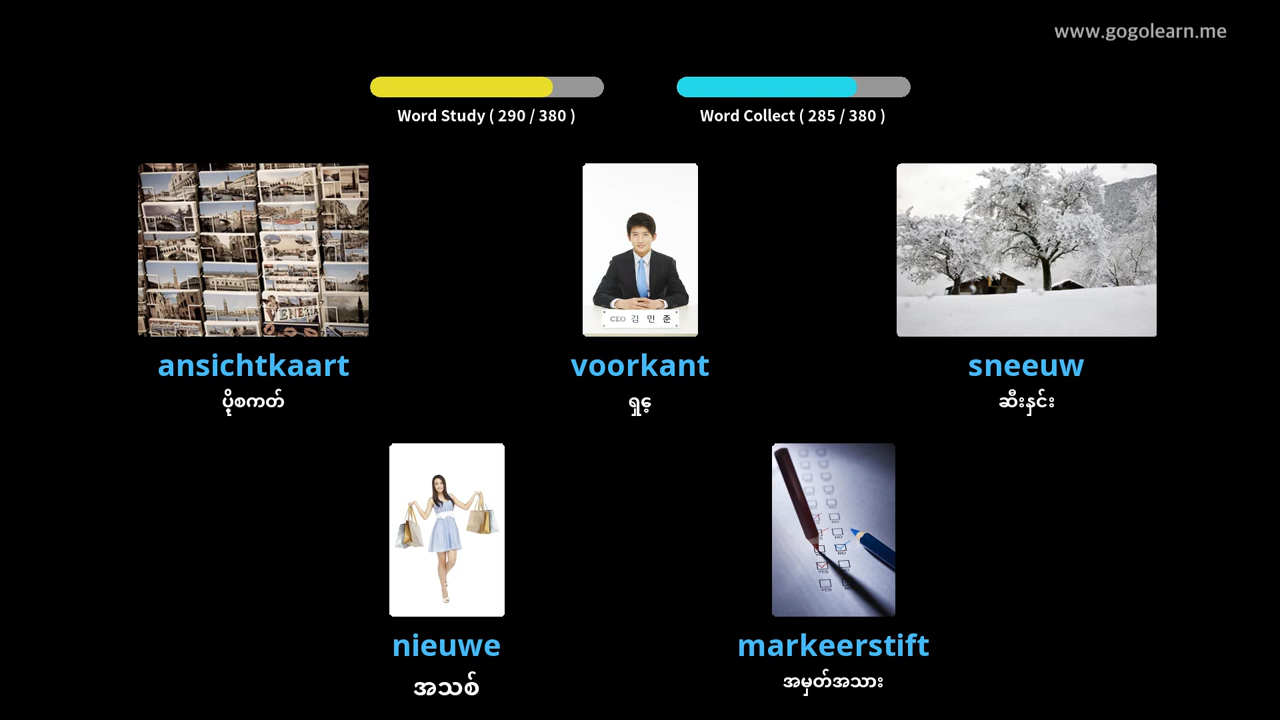 www.gogolearn.me
Word Study ( 290 / 380 )
Word Collect ( 285 / 380 )
CEO 김 민 준
ansichtkaart
voorkant
sneeuw
ပို့စကတ်
ရှေ့
ဆီးနှင်း
nieuwe
markeerstift
အသစ်
အမှတ်အသား